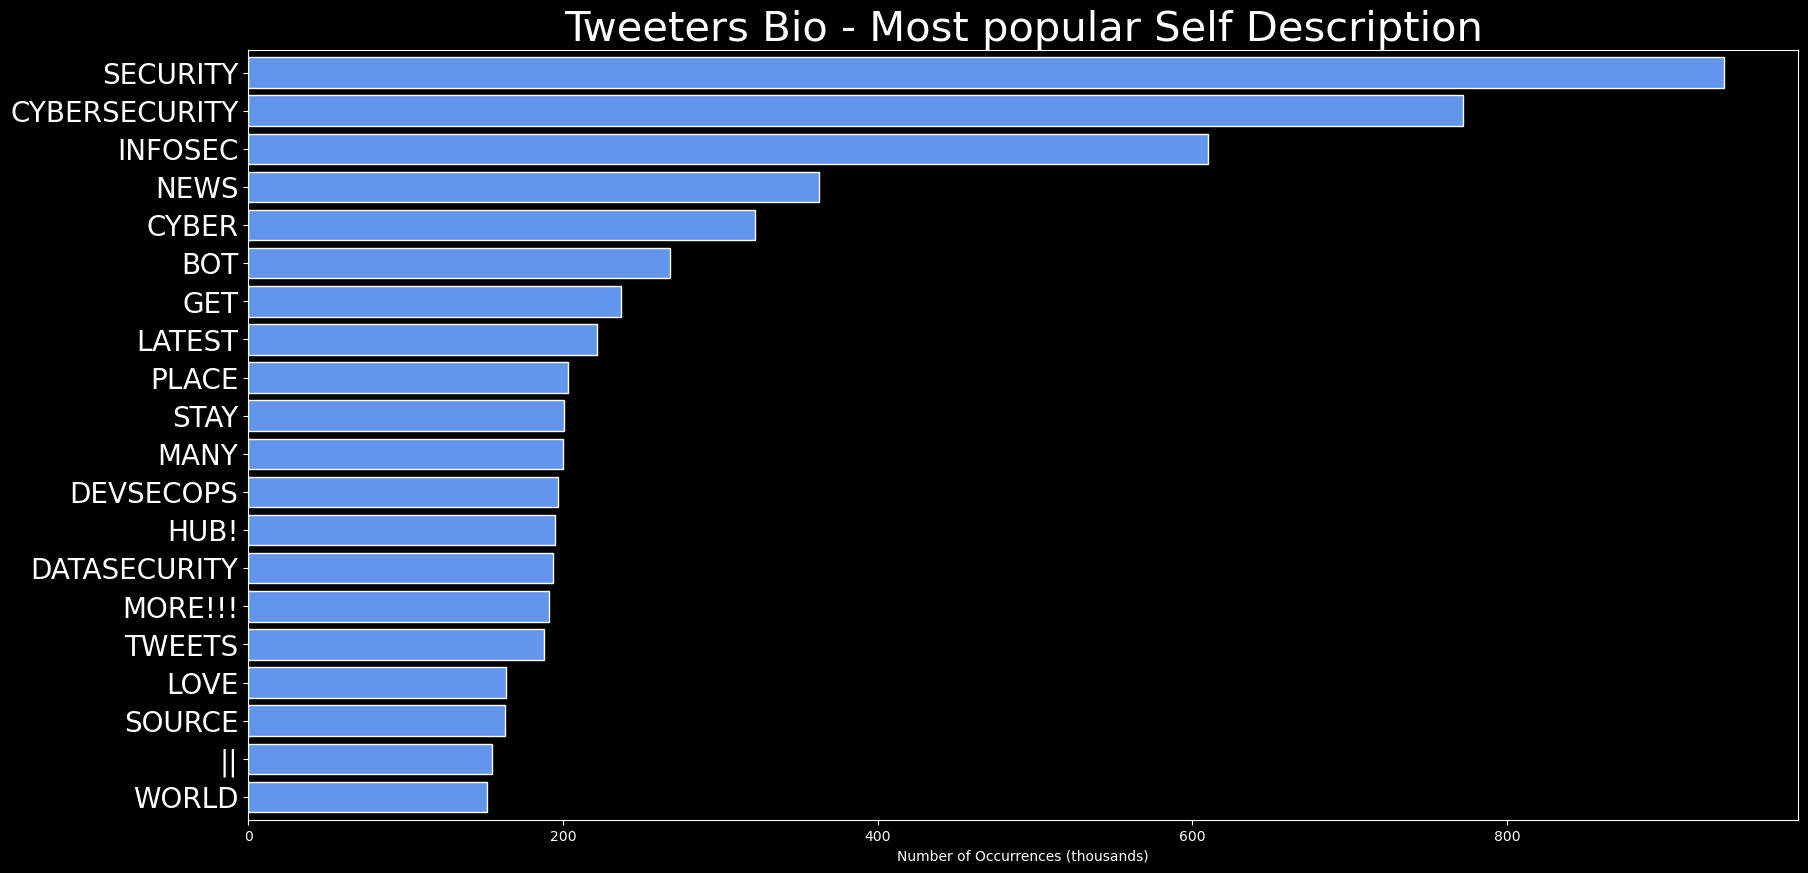 Tweeters Bio - Most popular Self Description
SECURITY
CYBERSECURITY
INFOSEC
NEWS
CYBER
BOT
GET
LATEST
PLACE
STAY
MANY
DEVSECOPS
HUB!
DATASECURITY
MORE!!!
TWEETS
LOVE
SOURCE
||
WORLD
0 200 400 600 800
Number of Occurrences (thousands)